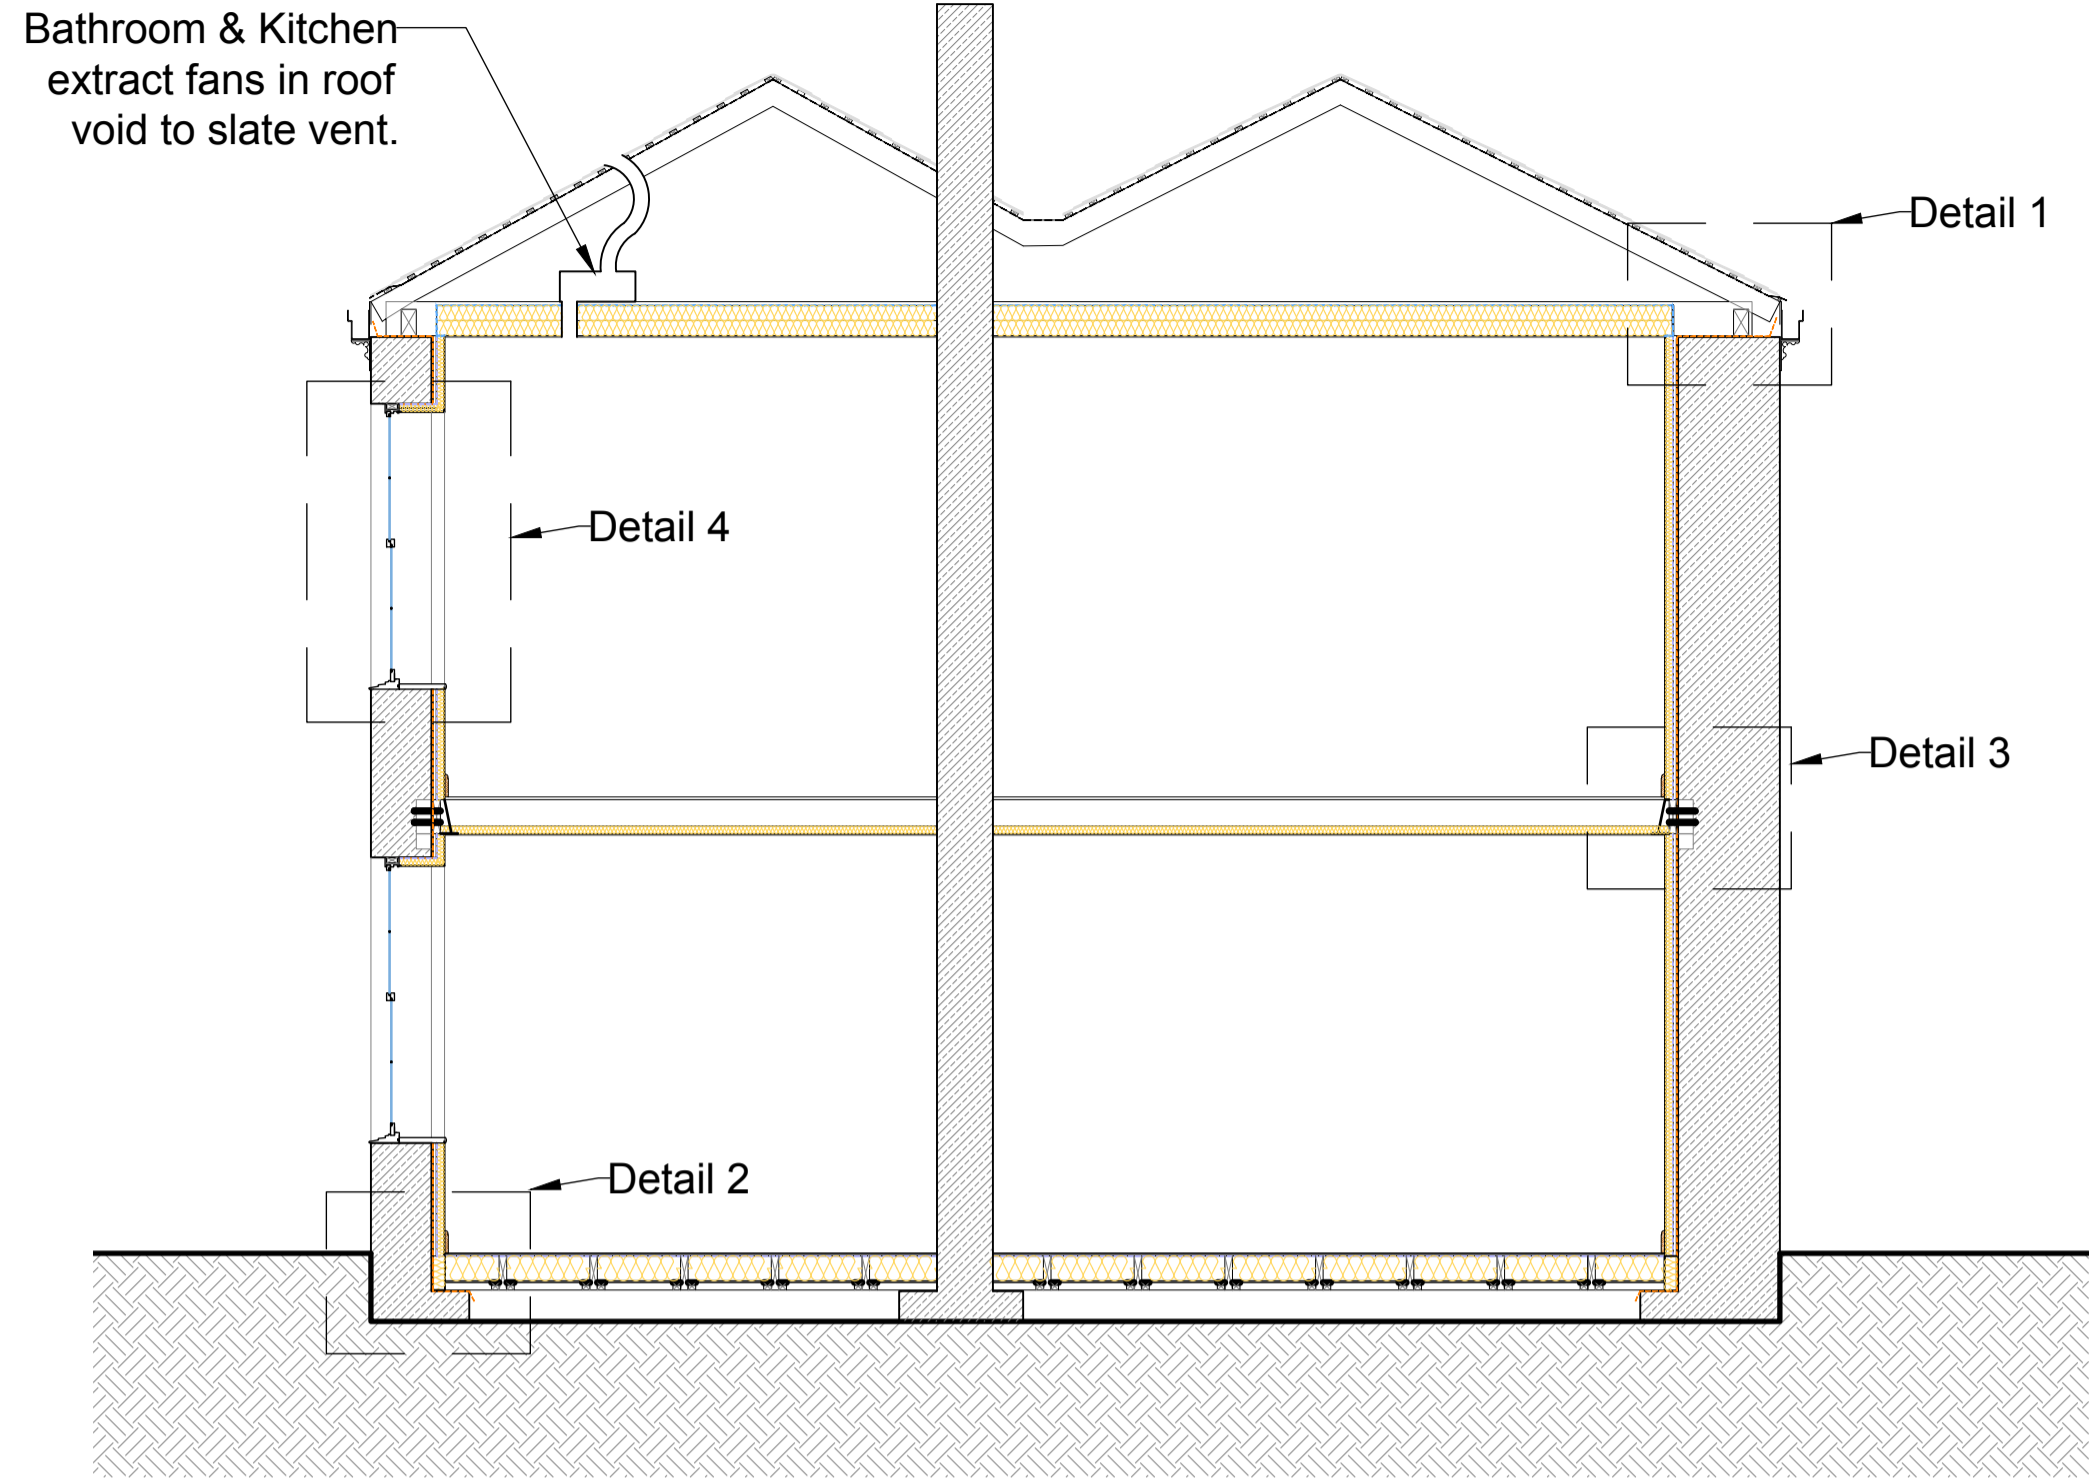 Bathroom & Kitchen
extract fans in roof
void to slate vent.
Detail 1
Detail 4
Detail 3
Detail 2